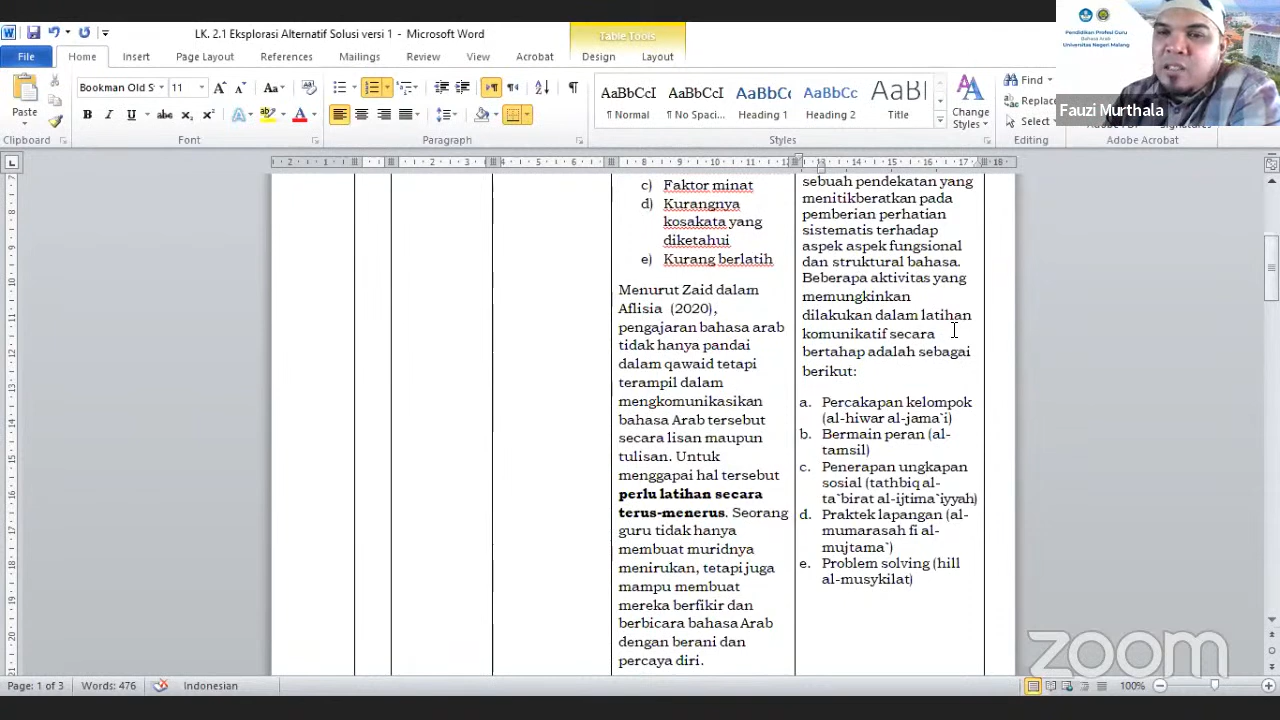 LK. 2.1 Eksplorasi Alternatif Solusi versi 1 - Microsoft Word
Table Tools
File Home Insert Page Layout References Mailings Review View Acrobat Design Layout
Paste
Clipboard
Bookman Old S 11
Font
Paragraph
AaBbCcI AaBbCcI AaBbCc AaBbCc AaBl
¶ Normal ¶ No Spaci... Heading 1 Heading 2 Title
Change Styles
Styles
Find
Replace
Select
Editing
Adobe Acrobat
Pendidikan Profesi Guru
Bahasa Arab
Universitas Negeri Malang
Fauzi Murthala
c) Faktor minat
d) Kurangnya
kosakata yang
diketahui
e) Kurang berlatih
Menurut Zaid dalam
Aflisia (2020),
pengajaran bahasa arab
tidak hanya pandai
dalam qawaid tetapi
terampil dalam
mengkomunikasikan
bahasa Arab tersebut
secara lisan maupun
tulisan. Untuk
menggapai hal tersebut
perlu latihan secara
terus-menerus. Seorang
guru tidak hanya
membuat muridnya
menirukan, tetapi juga
mampu membuat
mereka berfikir dan
berbicara bahasa Arab
dengan berani dan
percaya diri.
sebuah pendekatan yang
menitikberatkan pada
pemberian perhatian
sistematis terhadap
aspek aspek fungsional
dan struktural bahasa.
Beberapa aktivitas yang
memungkinkan
dilakukan dalam latihan
komunikatif secara
bertahap adalah sebagai
berikut:
a. Percakapan kelompok
(al-hiwar al-jama`i)
b. Bermain peran (al-
tamsil)
c. Penerapan ungkapan
sosial (tathbiq al-
ta`birat al-ijtima`iyyah)
d. Praktek lapangan (al-
mumarasah fi al-
mujtama`)
e. Problem solving (hill
al-musykilat)
zoom
Page: 1 of 3 Words: 476 Indonesian 100%